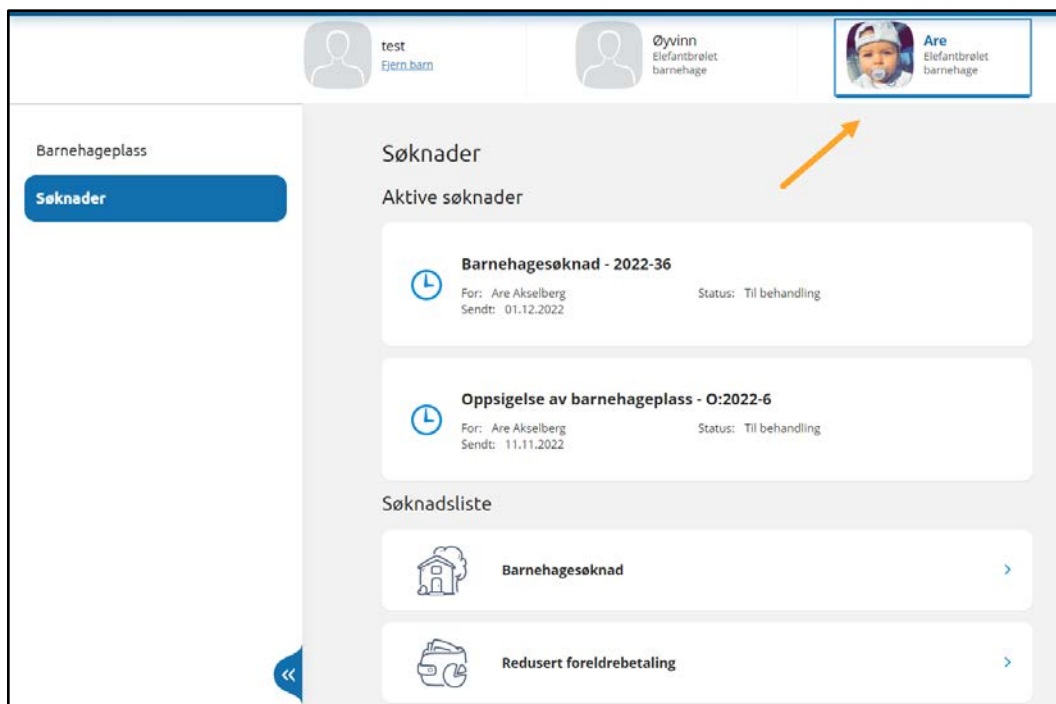 test
Fjern barn
Øyvinn
Elefantbrølet
barnehage
Are
Elefantbrølet
barnehage
Barnehageplass
Søknader
Søknader
Aktive søknader
Barnehagesøknad - 2022-36
For: Are Akselberg Status: Til behandling
Sendt: 01.12.2022
Oppsigelse av barnehageplass - O:2022-6
For: Are Akselberg Status: Til behandling
Sendt: 11.11.2022
Søknadsliste
Barnehagesøknad
Redusert foreldrebetaling